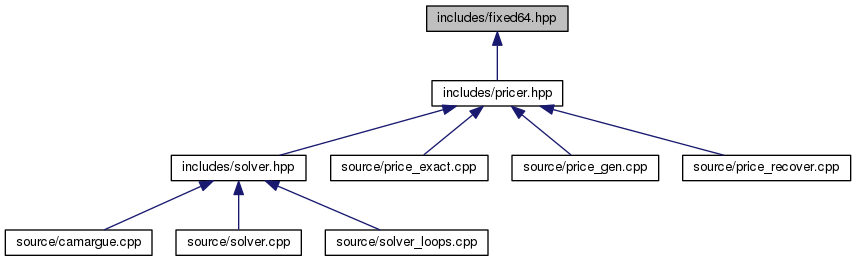 includes/fixed64.hpp
includes/pricer.hpp
includes/solver.hpp
source/price_exact.cpp
source/price_gen.cpp
source/price_recover.cpp
source/camargue.cpp
source/solver.cpp
source/solver_loops.cpp